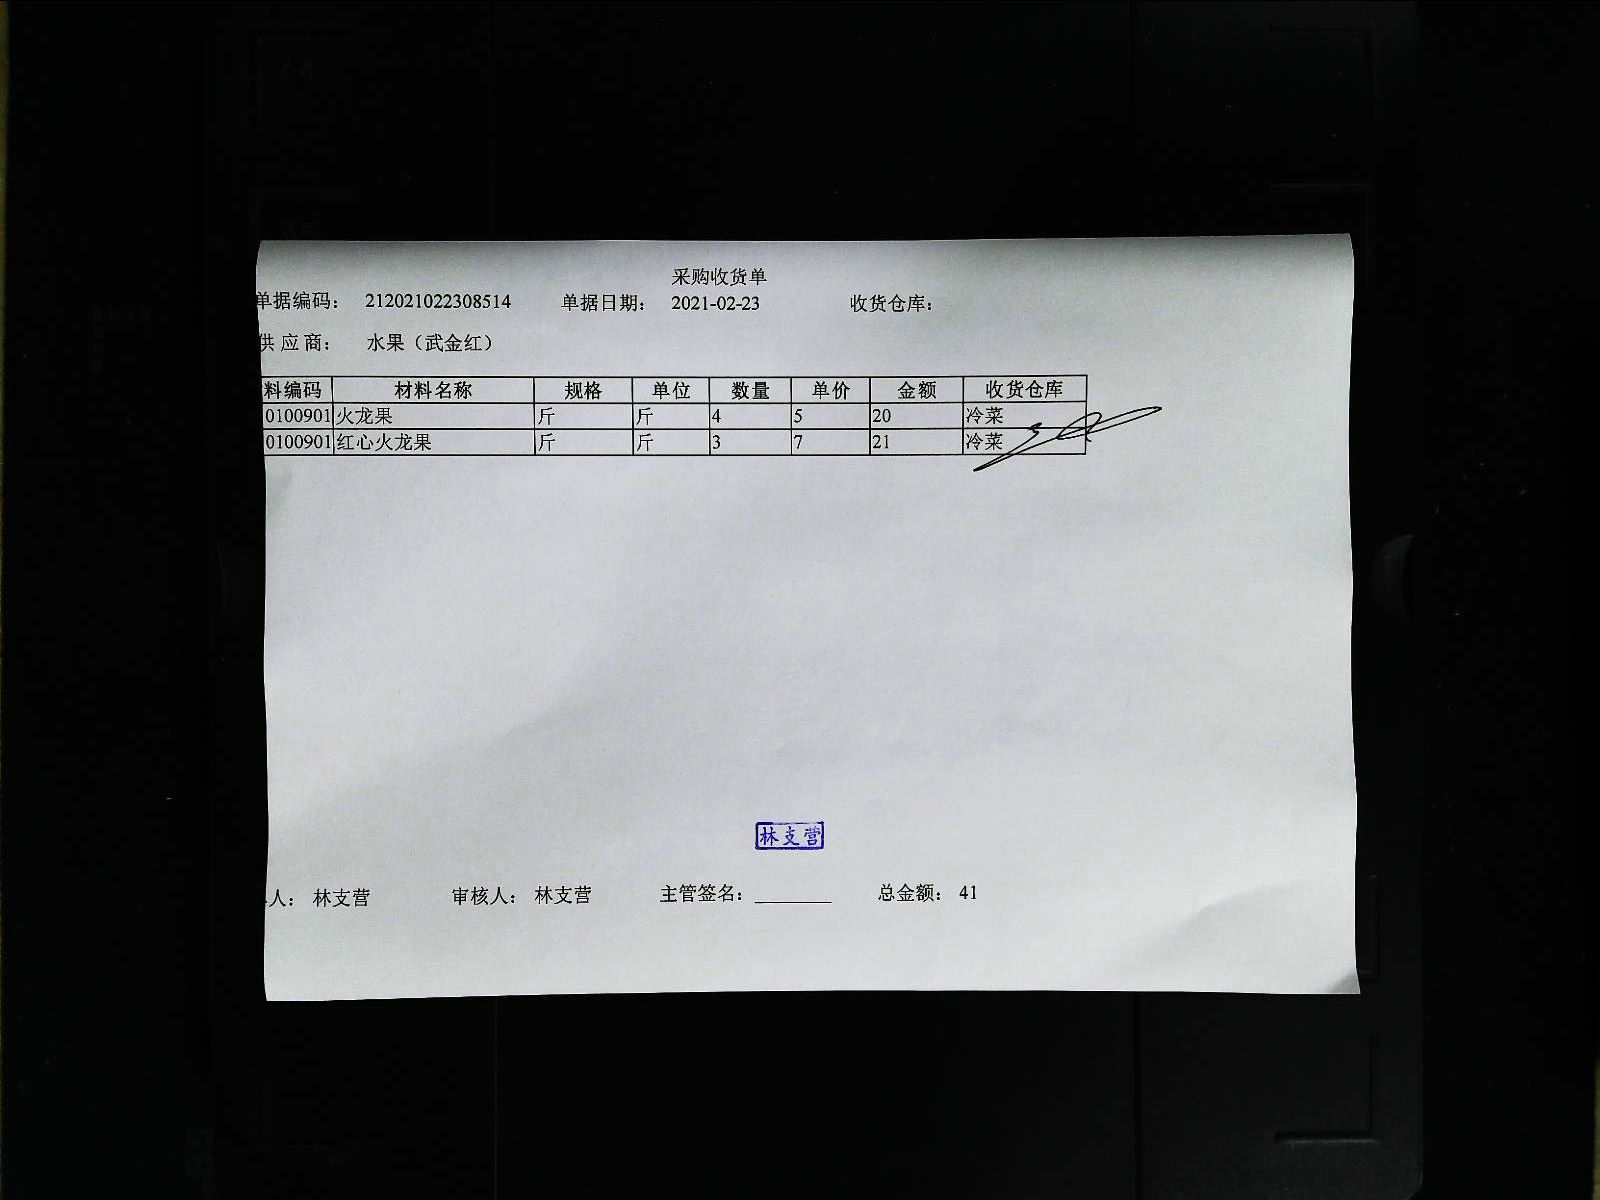 采购收货单
单据编码： 212021022308514 单据日期： 2021-02-23 收货仓库：
供 应 商： 水果（武金红）
料编码 材料名称 规格 单位 数量 单价 金额 收货仓库
0100901 火龙果 斤 斤 4 5 20 冷菜
0100901 红心火龙果 斤 斤 3 7 21 冷菜
林支营
人： 林支营 审核人： 林支营 主管签名： 总金额： 41